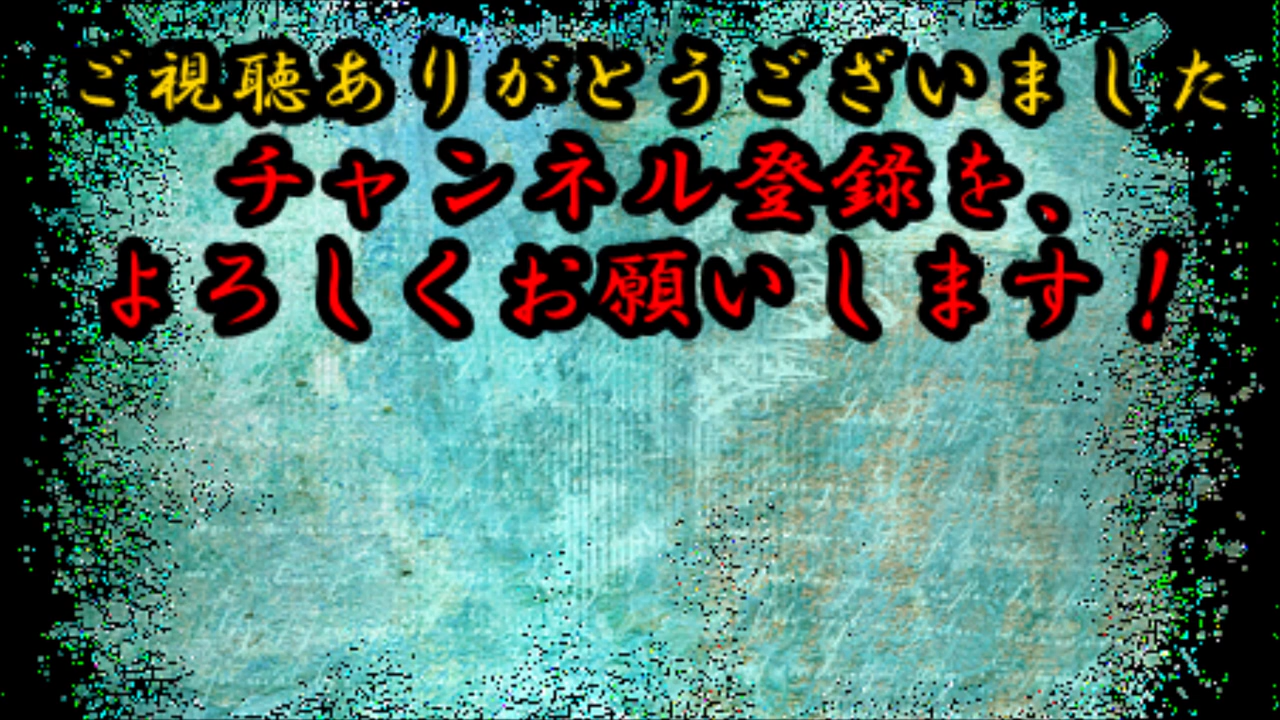 ご視聴ありがとうございました
チャンネル登録を、
よろしくお願いします！